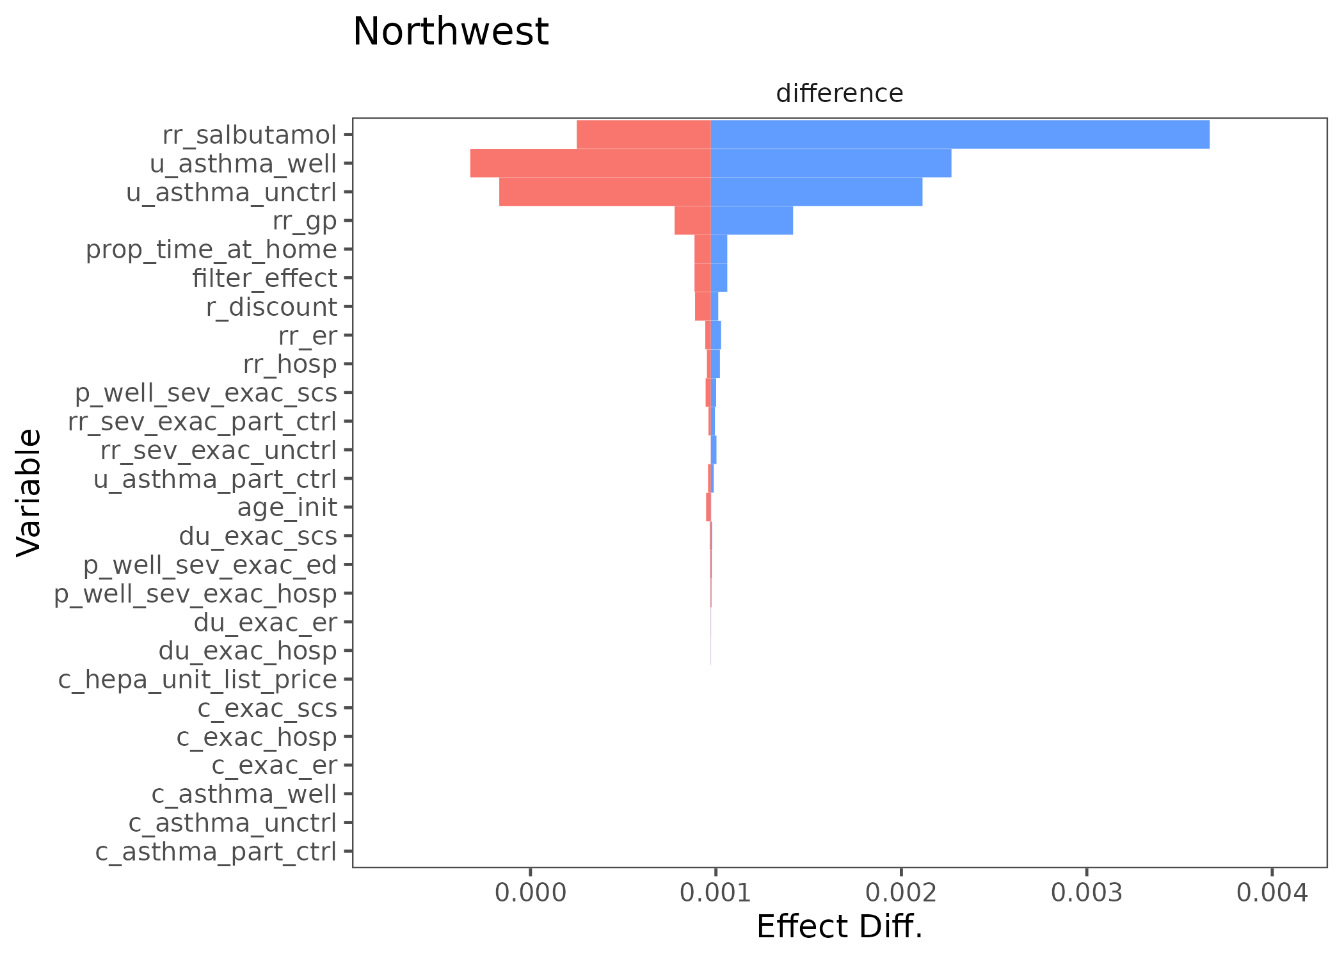 Northwest
difference
rr_salbutamol
u_asthma_well
u_asthma_unctrl
rr_gp
prop_time_at_home
filter_effect
r_discount
rr_er
rr_hosp
p_well_sev_exac_scs
rr_sev_exac_part_ctrl
rr_sev_exac_unctrl
u_asthma_part_ctrl
age_init
du_exac_scs
p_well_sev_exac_ed
p_well_sev_exac_hosp
du_exac_er
du_exac_hosp
c_hepa_unit_list_price
c_exac_scs
c_exac_hosp
c_exac_er
c_asthma_well
c_asthma_unctrl
c_asthma_part_ctrl
Variable
0.000 0.001 0.002 0.003 0.004
Effect Diff.